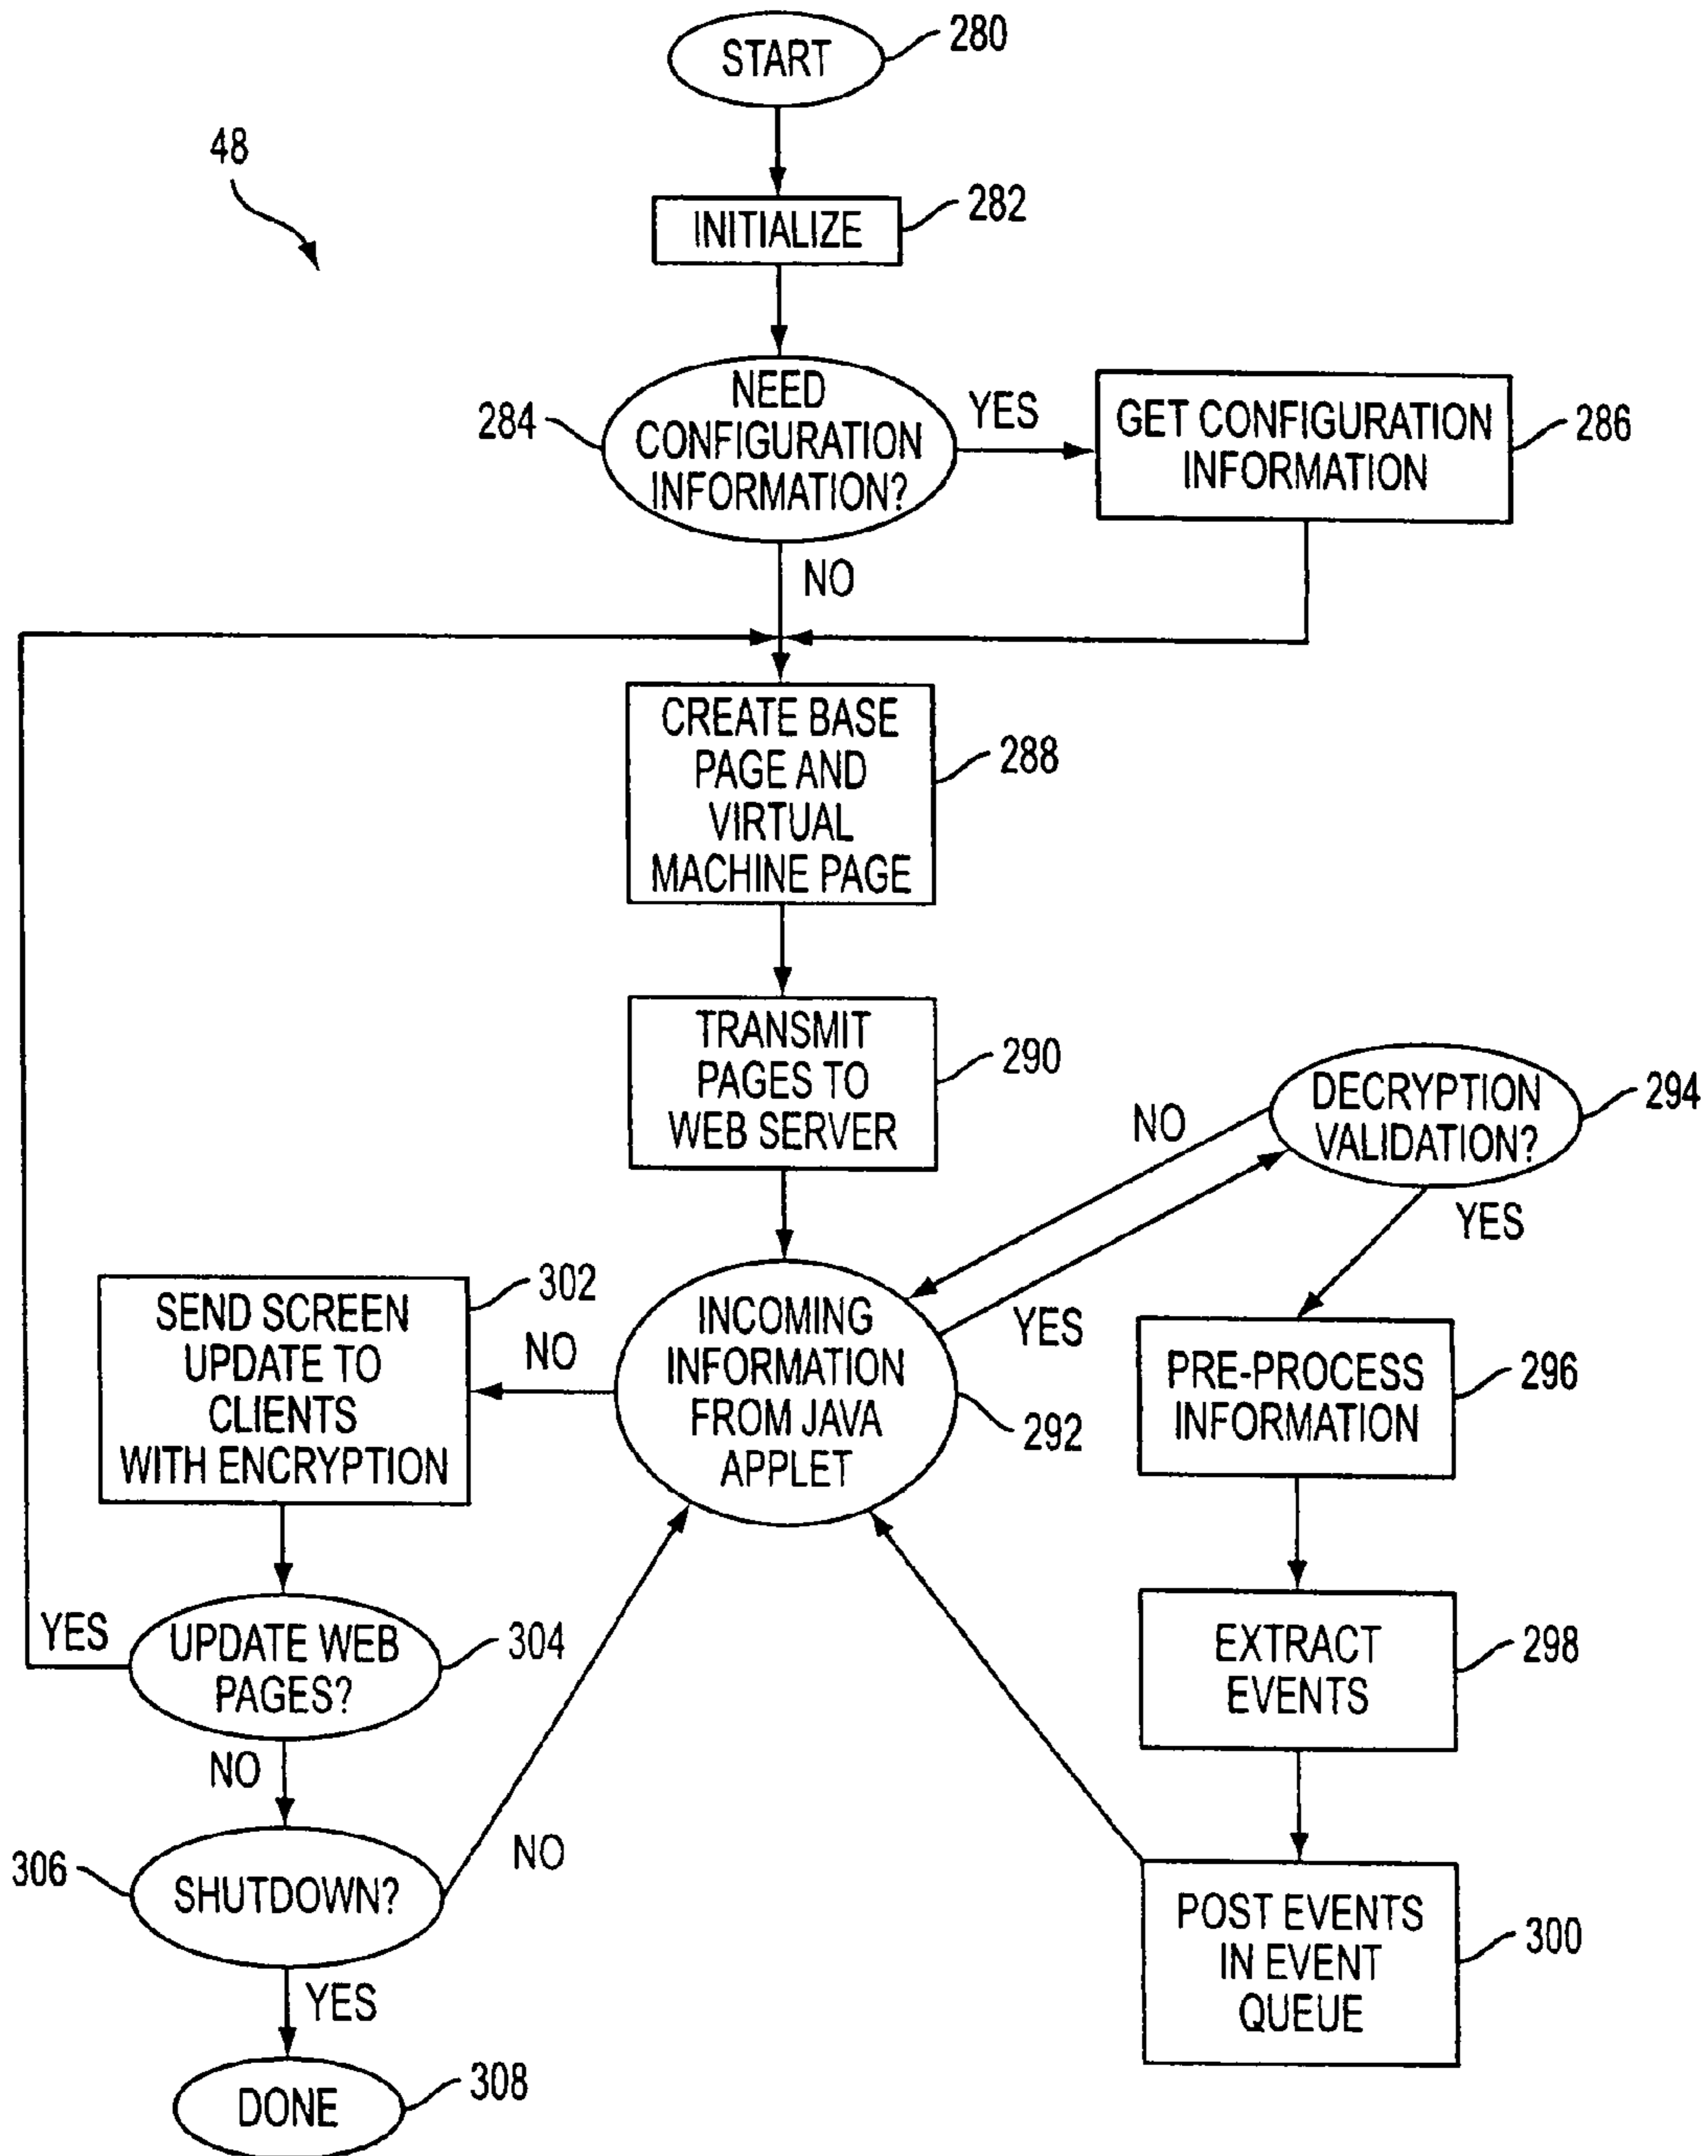 START
280
48
INITIALIZE
282
284
NEED
CONFIGURATION
INFORMATION?
YES
GET CONFIGURATION
INFORMATION
286
NO
CREATE BASE
PAGE AND
VIRTUAL
MACHINE PAGE
288
TRANSMIT
PAGES TO
WEB SERVER
290
DECRYPTION
VALIDATION?
294
NO
YES
YES
INCOMING
INFORMATION
FROM JAVA
APPLET
292
NO
SEND SCREEN
UPDATE TO
CLIENTS
WITH ENCRYPTION
302
PRE-PROCESS
INFORMATION
296
EXTRACT
EVENTS
298
YES
UPDATE WEB
PAGES?
304
NO
306
SHUTDOWN?
NO
POST EVENTS
IN EVENT
QUEUE
300
YES
DONE
308